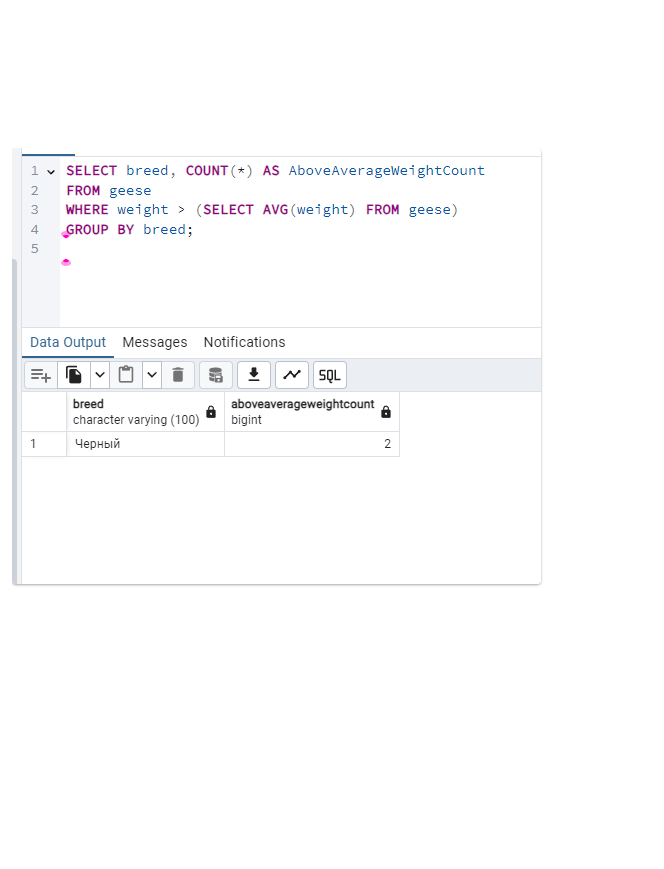 1 SELECT breed, COUNT(*) AS AboveAverageWeightCount
2 FROM geese
3 WHERE weight > (SELECT AVG(weight) FROM geese)
4 GROUP BY breed;
5
Data Output Messages Notifications
SQL
breed aboveaverageweightcount
character varying (100) bigint
1 Черный 2